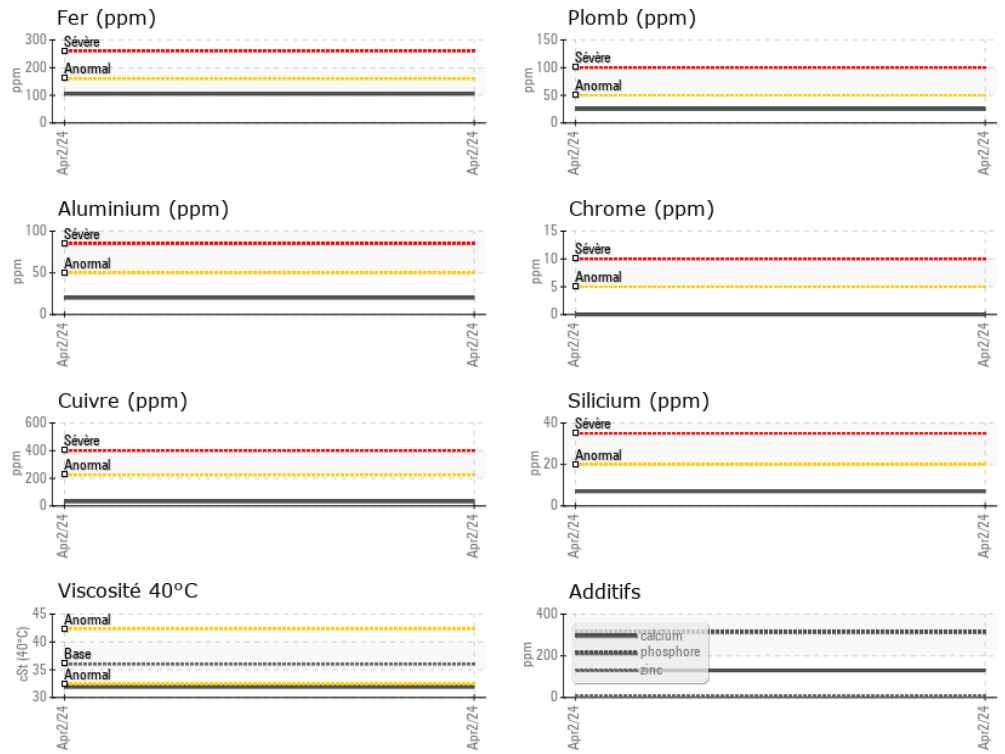 Fer (ppm)
300
200
100
0
ppm
Sévère
Anormal
Apr2/24
Apr2/24
Plomb (ppm)
150
100
50
0
ppm
Sévère
Anormal
Apr2/24
Apr2/24
Aluminium (ppm)
100
50
0
ppm
Sévère
Anormal
Apr2/24
Apr2/24
Chrome (ppm)
15
10
5
0
ppm
Sévère
Anormal
Apr2/24
Apr2/24
Cuivre (ppm)
600
400
200
0
ppm
Sévère
Anormal
Apr2/24
Apr2/24
Silicium (ppm)
40
20
0
ppm
Sévère
Anormal
Apr2/24
Apr2/24
Viscosité 40°C
45
40
35
30
cSt (40°C)
Anormal
Base
Anormal
Apr2/24
Apr2/24
Additifs
400
200
0
ppm
calcium
phosphore
zinc
Apr2/24
Apr2/24